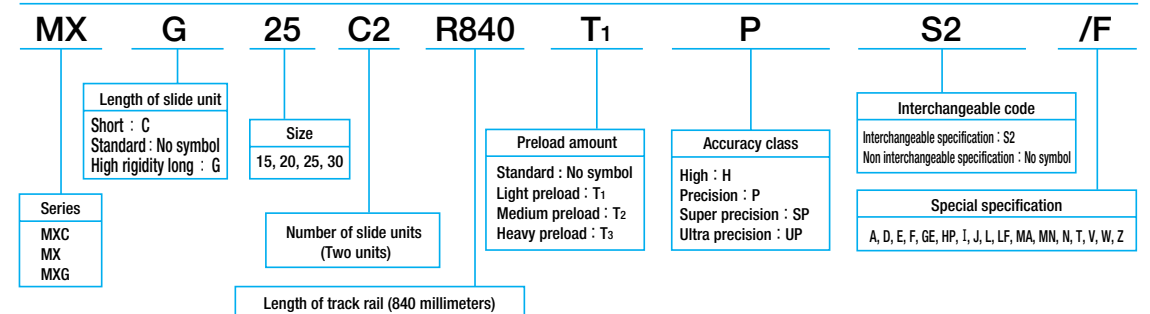 MX G 25 C2 R840 T1 P S2 /F
Length of slide unit
Short : C
Standard : No symbol
High rigidity long : G
Size
15, 20, 25, 30
Preload amount
Standard : No symbol
Light preload : T1
Medium preload : T2
Heavy preload : T3
Accuracy class
High : H
Precision : P
Super precision : SP
Ultra precision : UP
Interchangeable code
Interchangeable specification : S2
Non interchangeable specification : No symbol
Series
MXC
MX
MXG
Number of slide units
(Two units)
Special specification
A, D, E, F, GE, HP, I, J, L, LF, MA, MN, N, T, V, W, Z
Length of track rail (840 millimeters)